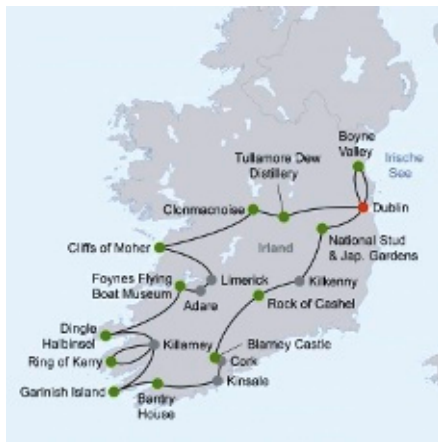 Boyne
Valley
Irische
See
Tullamore Dew
Distillery
Clonmacnoise
Dublin
National Stud
& Jap. Gardens
Cliffs of Moher
Irland
Foynes Flying
Boat Museum
Limerick
Kilkenny
Adare
Rock of Cashel
Dingle
Halbinsel
Killarney
Blarney Castle
Ring of Kerry
Cork
Garinish Island
Kinsale
Bantry
House